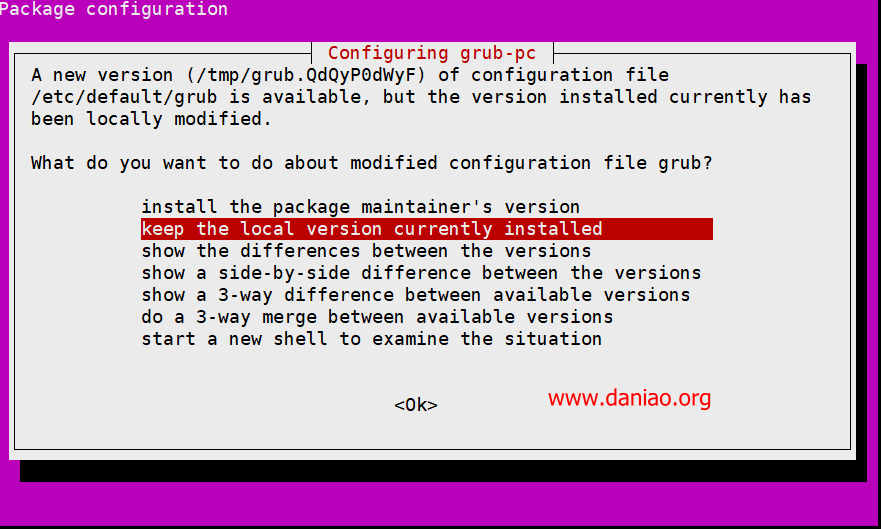 Package configuration
Configuring grub-pc
A new version (/tmp/grub.QdQyP0dWyF) of configuration file
/etc/default/grub is available, but the version installed currently has
been locally modified.
What do you want to do about modified configuration file grub?
install the package maintainer's version
keep the local version currently installed
show the differences between the versions
show a side-by-side difference between the versions
show a 3-way difference between available versions
do a 3-way merge between available versions
start a new shell to examine the situation
<Ok>
www.daniao.org